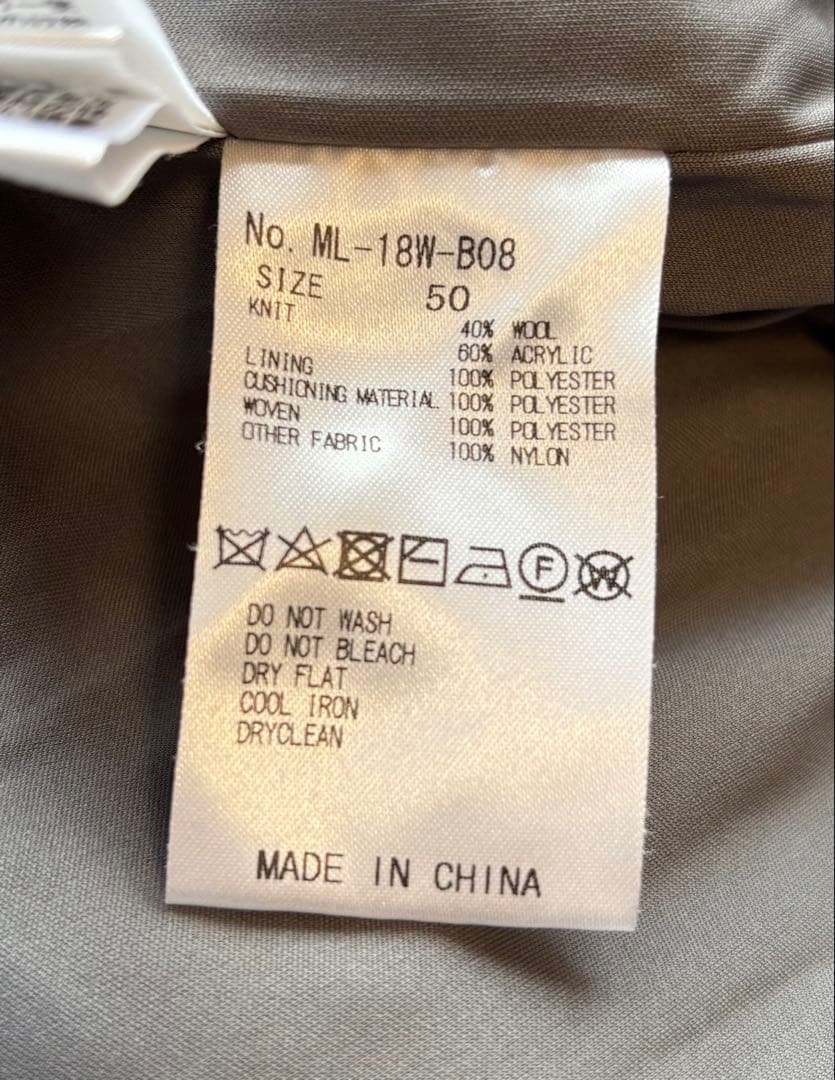 No. ML-18W-B08
SIZE 50
KNIT 40% WOOL
60% ACRYLIC
LINING 100% POLYESTER
CUSHIONING MATERIAL 100% POLYESTER
WOVEN 100% POLYESTER
OTHER FABRIC 100% NYLON
F W
DO NOT WASH
DO NOT BLEACH
DRY FLAT
COOL IRON
DRYCLEAN
MADE IN CHINA